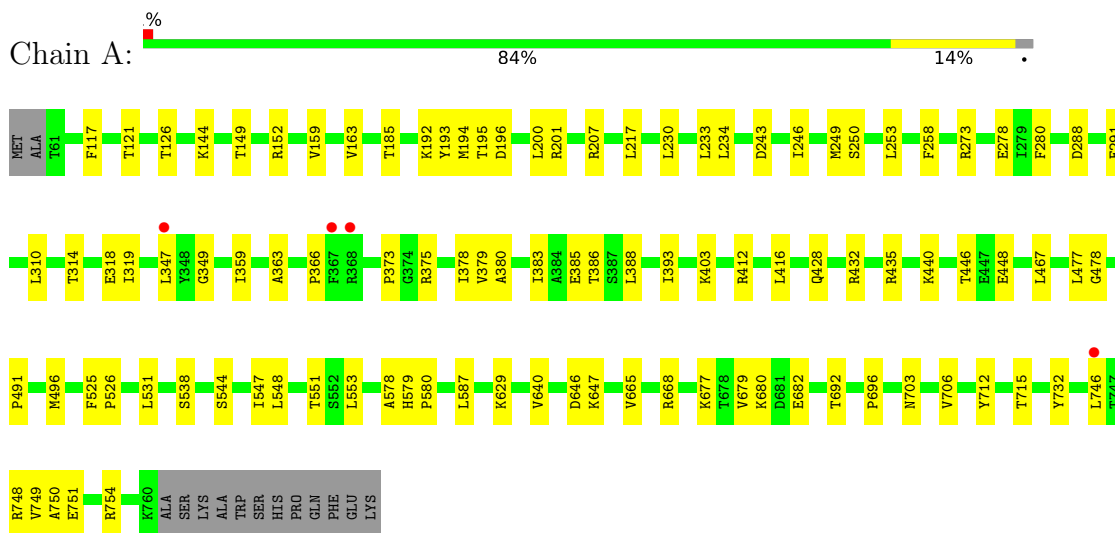 .%
Chain A:
84% 14% •
MET ALA T61 F117 T121 T126 K144 T149 R152 V159 V163 T185 K192 Y193 M194 T195 D196 L200 R201 R207 L217 L230 L233 L234 D243 I246 M249 S250 L253 F258 R273 E278 I279 F280 D288
L310 T314 E318 I319 L347 Y348 G349 I359 A363 P366 F367 R368 P373 G374 R375 I378 V379 A380 I383 A384 E385 T386 S387 L388 I393 K403 R412 L416 Q428 R432 R435 K440 T446 E447 E448 L467 L477 G478
P491 M496 F525 P526 L531 S538 S544 I547 L548 T551 S552 L553 A578 H579 P580 L587 K629 V640 D646 K647 V665 R668 K677 T678 V679 K680 D681 E682 T692 P696 N703 V706 Y712 T715 Y732 L746
R748 V749 A750 E751 R754 K760 ALA SER LYS ALA TRP SER HIS PRO GLN PHE GLU LYS